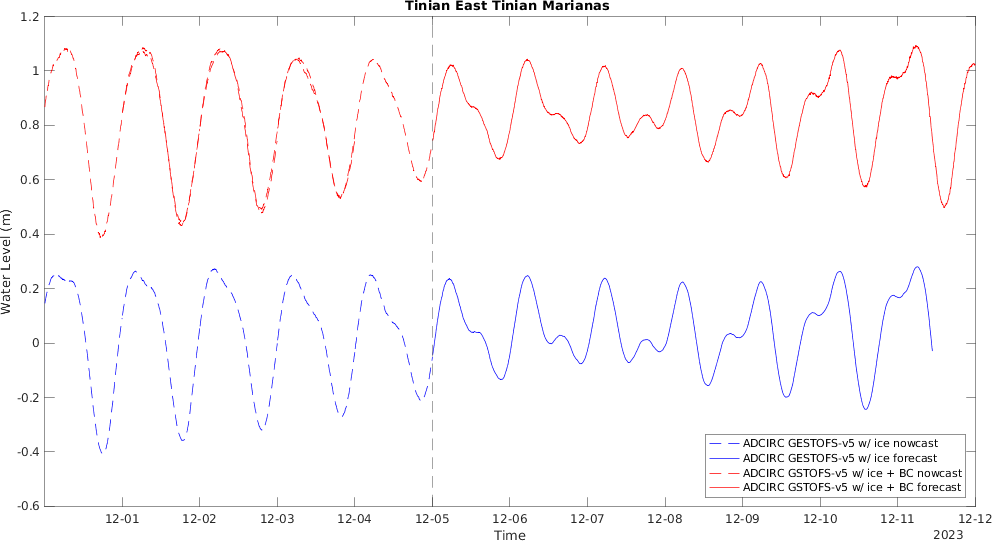 Tinian East Tinian Marianas
1.2
1
0.8
0.6
0.4
0.2
0
-0.2
-0.4
-0.6
Water Level (m)
ADCIRC GESTOFS-v5 w/ ice nowcast
ADCIRC GESTOFS-v5 w/ ice forecast
ADCIRC GSTOFS-v5 w/ ice + BC nowcast
ADCIRC GSTOFS-v5 w/ ice + BC forecast
12-01 12-02 12-03 12-04 12-05 12-06 12-07 12-08 12-09 12-10 12-11 12-12
Time
2023